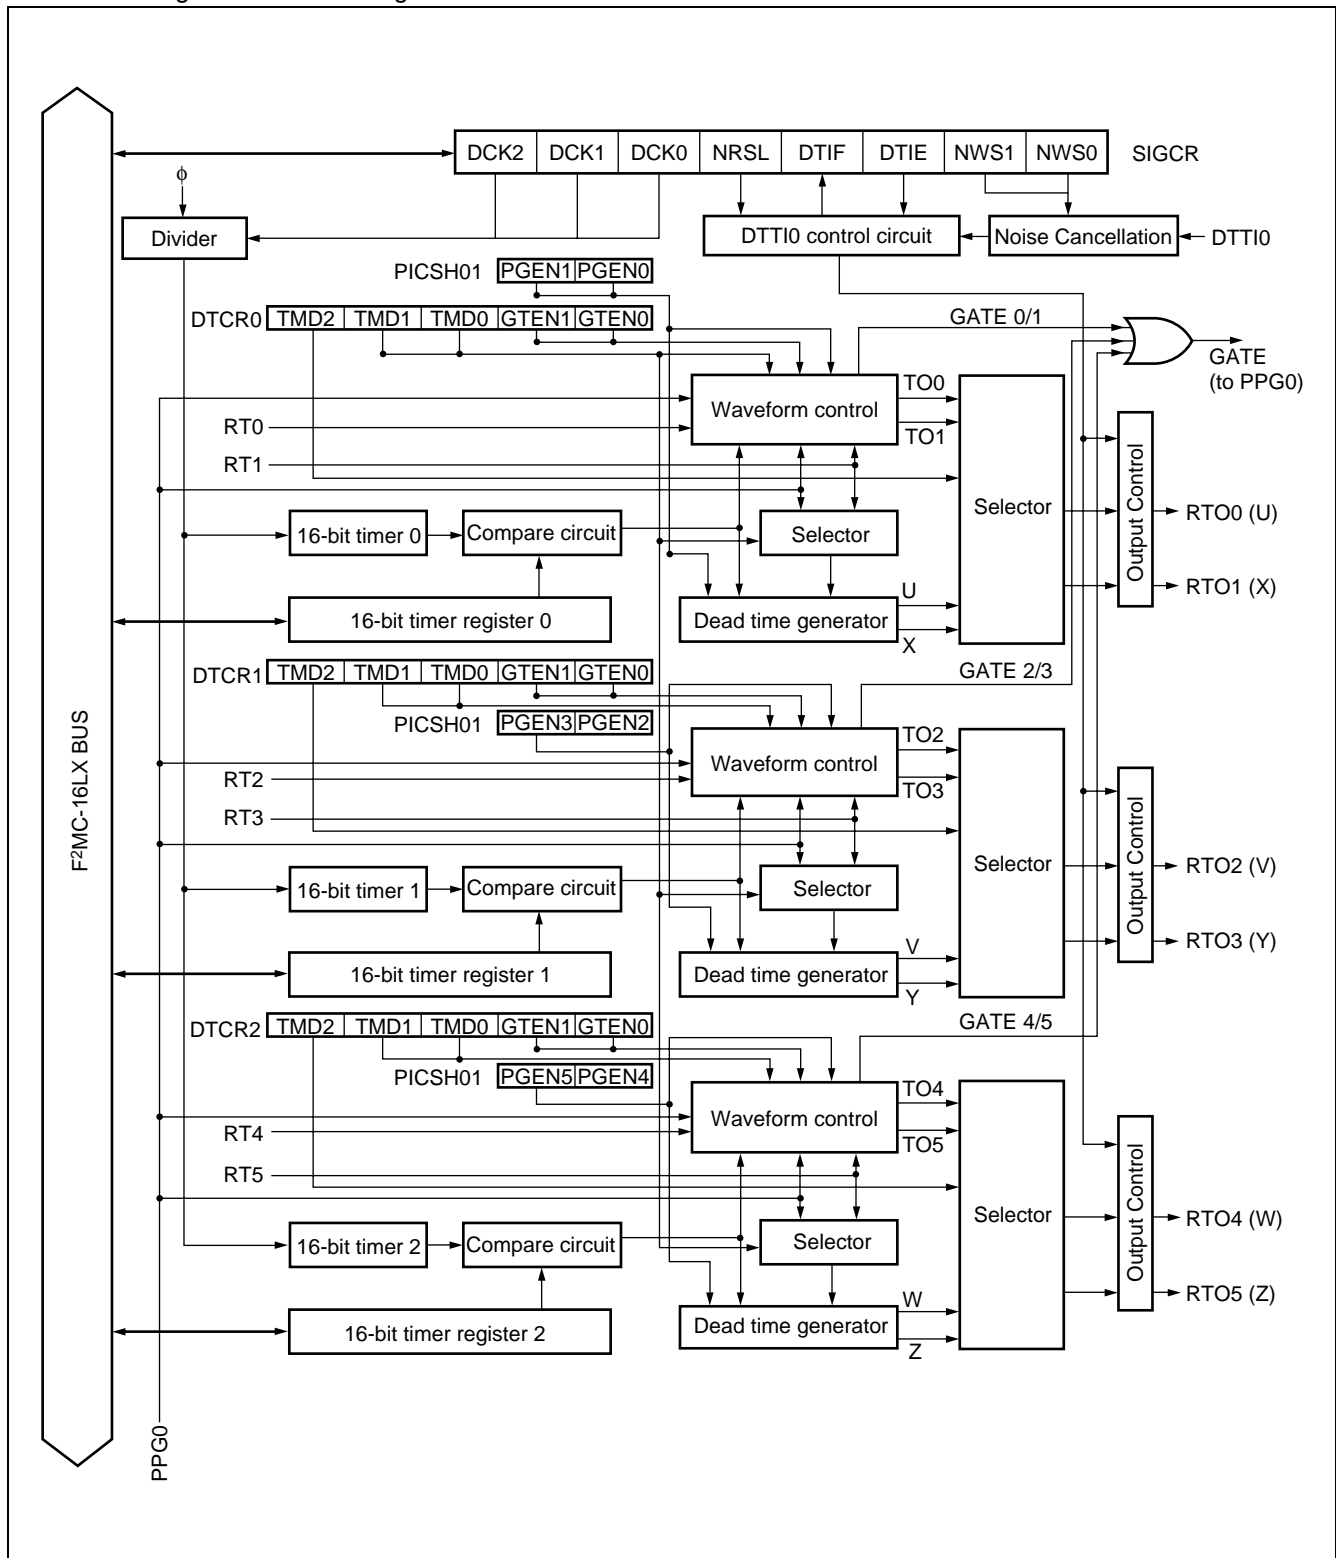 DCK2 DCK1 DCK0 NRSL DTIF DTIE NWS1 NWS0 SIGCR
ϕ
Divider
DTTI0 control circuit
Noise Cancellation
DTTI0
PICSH01 PGEN1 PGEN0
DTCR0 TMD2 TMD1 TMD0 GTEN1 GTEN0
GATE 0/1
GATE
(to PPG0)
Waveform control
TO0
TO1
RT0
RT1
Selector
Output Control
RTO0 (U)
RTO1 (X)
16-bit timer 0
Compare circuit
Selector
16-bit timer register 0
Dead time generator
U
X
DTCR1 TMD2 TMD1 TMD0 GTEN1 GTEN0
GATE 2/3
PICSH01 PGEN3 PGEN2
Waveform control
TO2
TO3
RT2
RT3
Selector
Output Control
RTO2 (V)
RTO3 (Y)
16-bit timer 1
Compare circuit
Selector
16-bit timer register 1
Dead time generator
V
Y
F²MC-16LX BUS
DTCR2 TMD2 TMD1 TMD0 GTEN1 GTEN0
GATE 4/5
PICSH01 PGEN5 PGEN4
Waveform control
TO4
TO5
RT4
RT5
Selector
Output Control
RTO4 (W)
RTO5 (Z)
16-bit timer 2
Compare circuit
Selector
16-bit timer register 2
Dead time generator
W
Z
PPG0